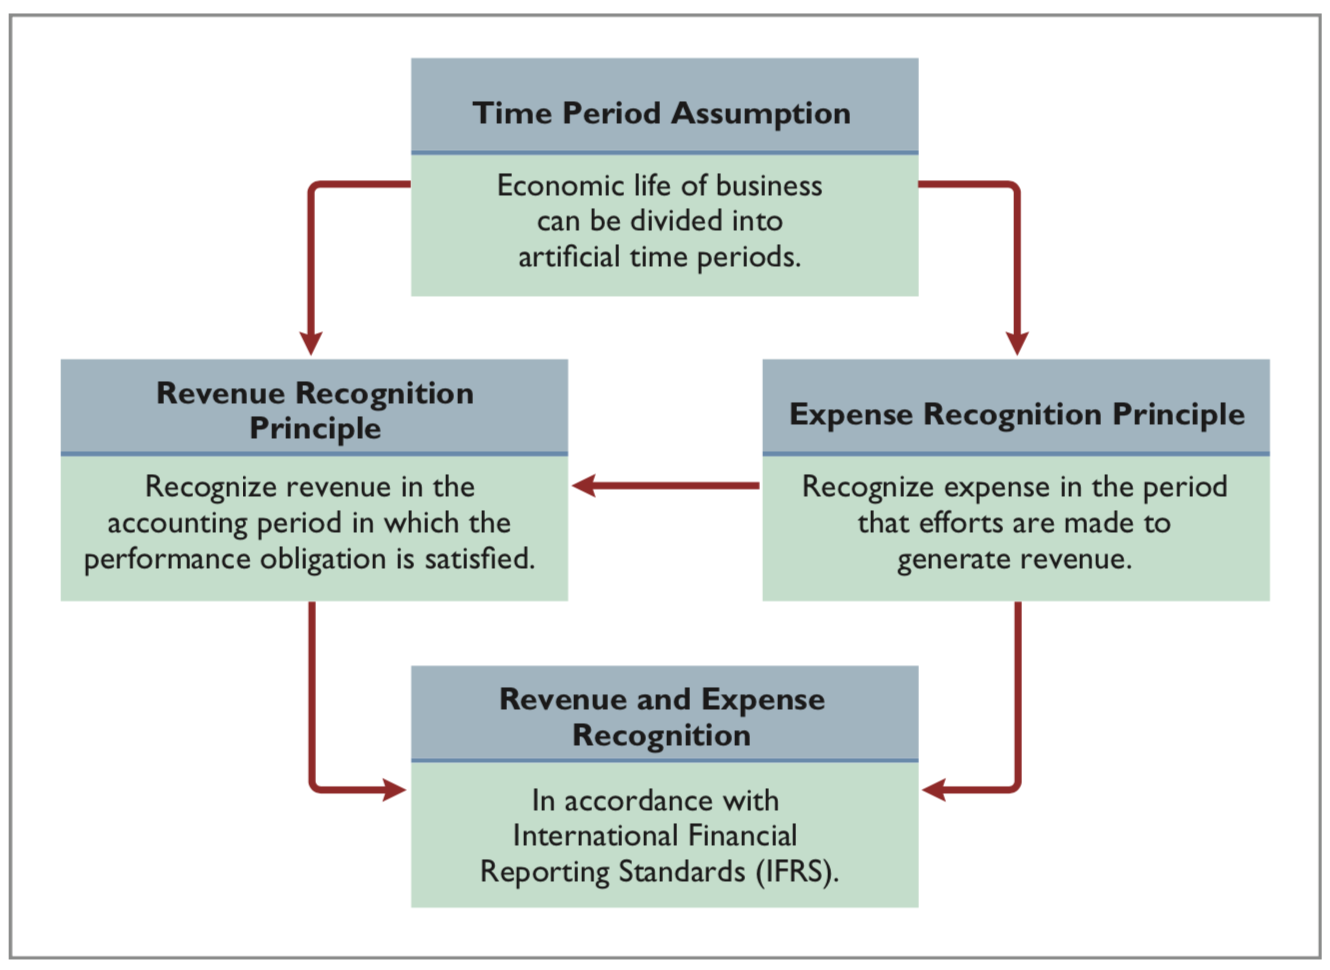 Time Period Assumption
Economic life of business
can be divided into
artificial time periods.
Revenue Recognition
Principle
Recognize revenue in the
accounting period in which the
performance obligation is satisfied.
Expense Recognition Principle
Recognize expense in the period
that efforts are made to
generate revenue.
Revenue and Expense
Recognition
In accordance with
International Financial
Reporting Standards (IFRS).